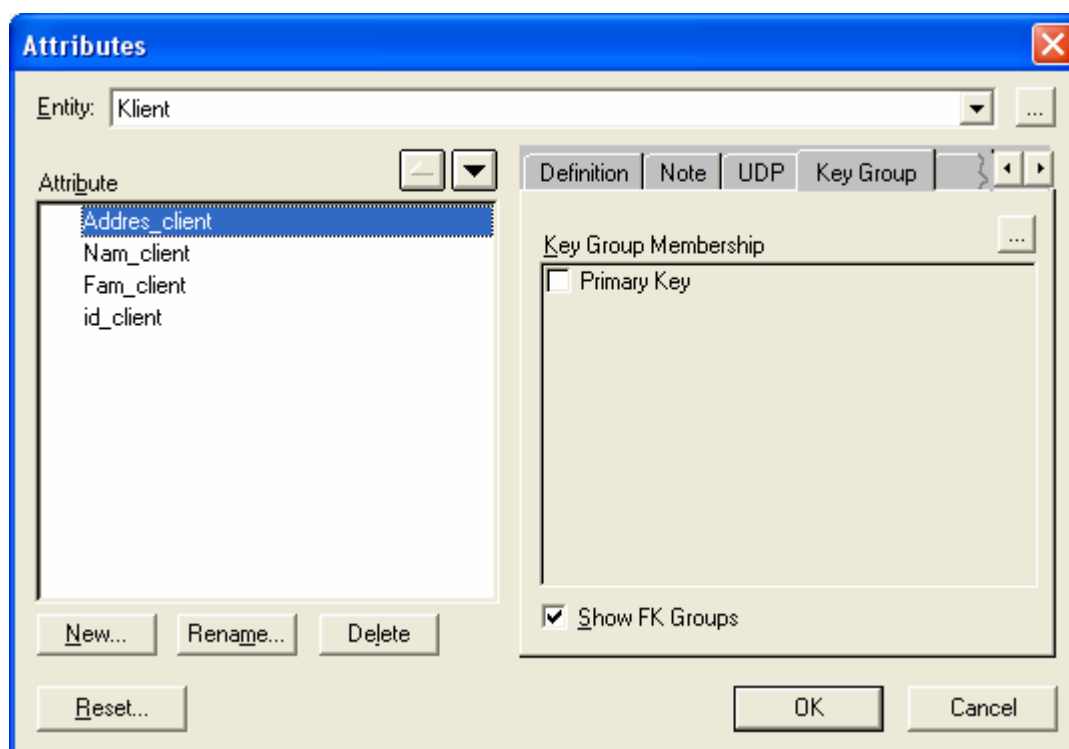 Attributes
Entity: Klient
...
Attribute
Addres_client
Nam_client
Fam_client
id_client
New... Rename... Delete
Definition Note UDP Key Group
Key Group Membership
...
Primary Key
Show FK Groups
Reset... OK Cancel